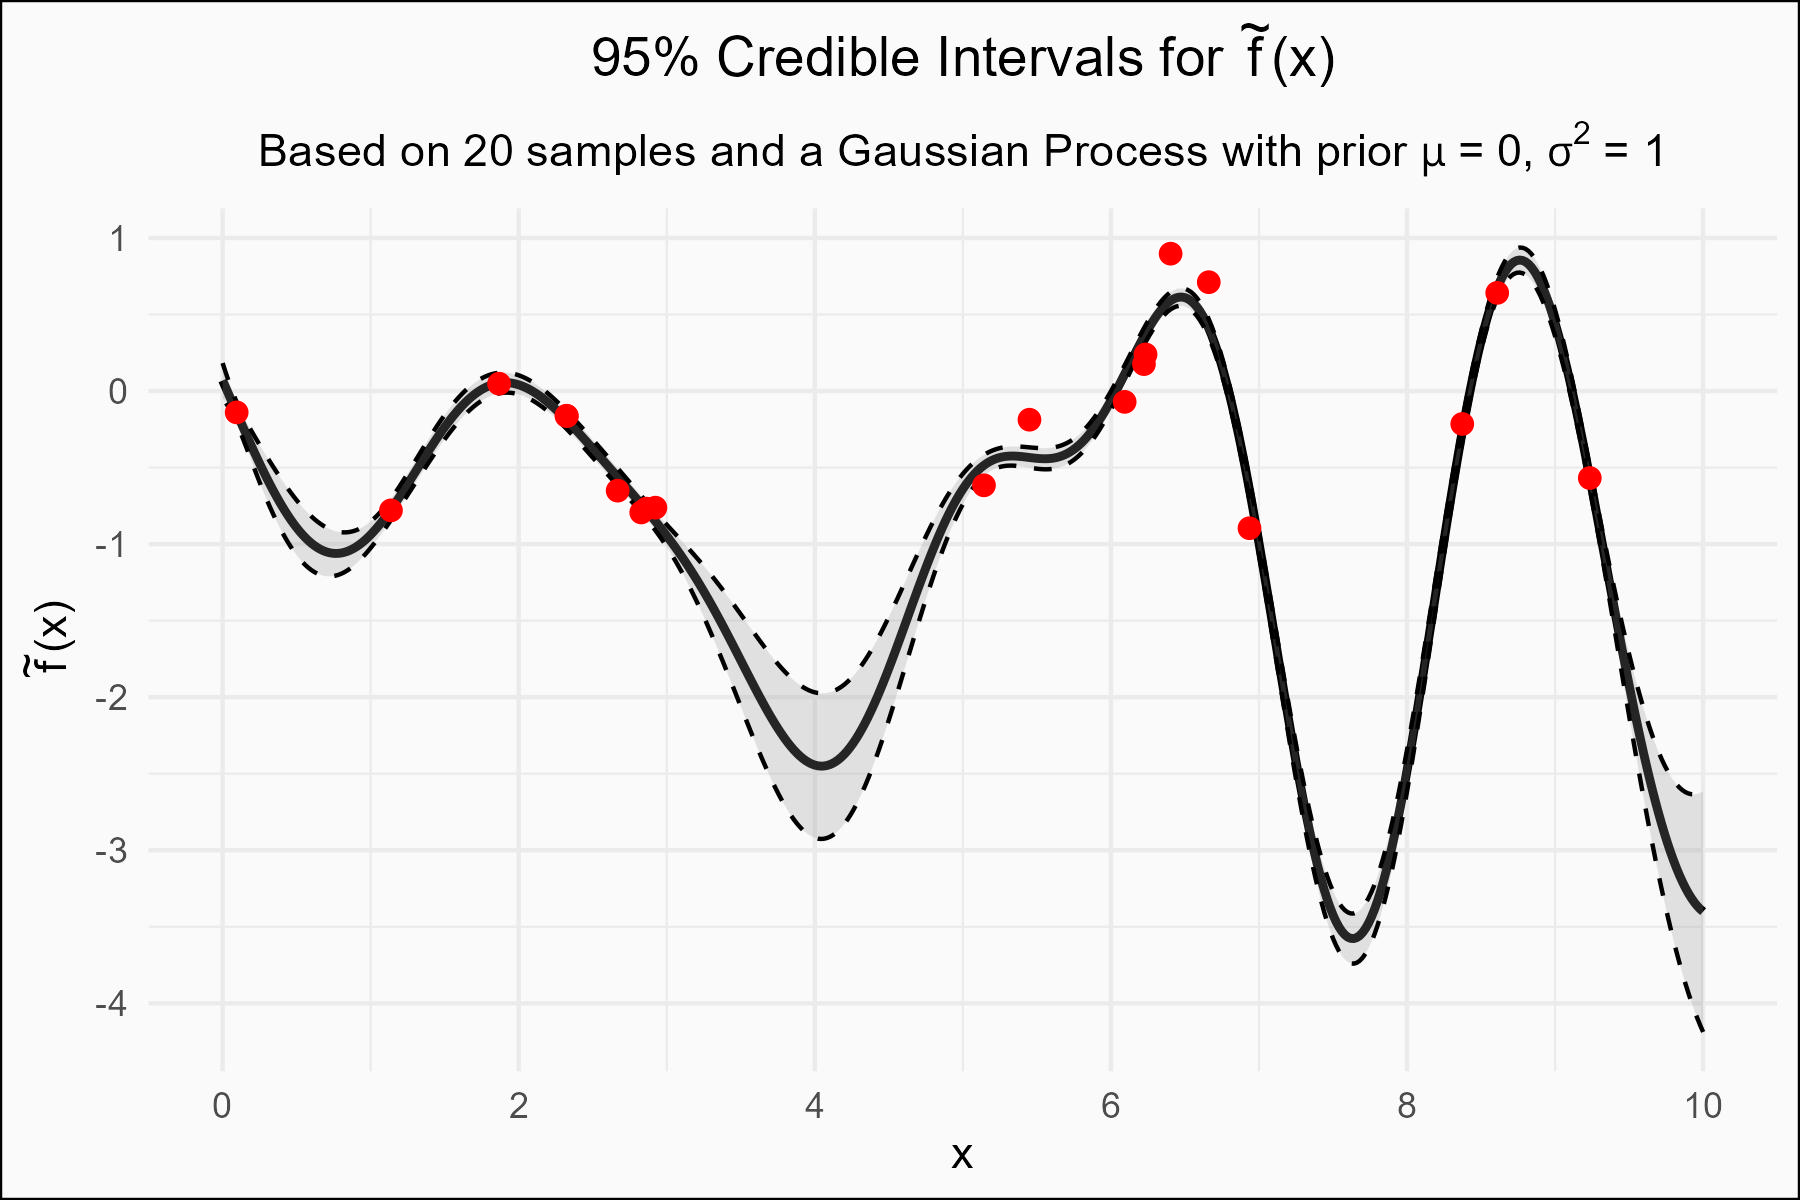 95% Credible Intervals for f̃(x)
Based on 20 samples and a Gaussian Process with prior μ = 0, σ² = 1
1
0
-1
-2
-3
-4
f̃(x)
0 2 4 6 8 10
x